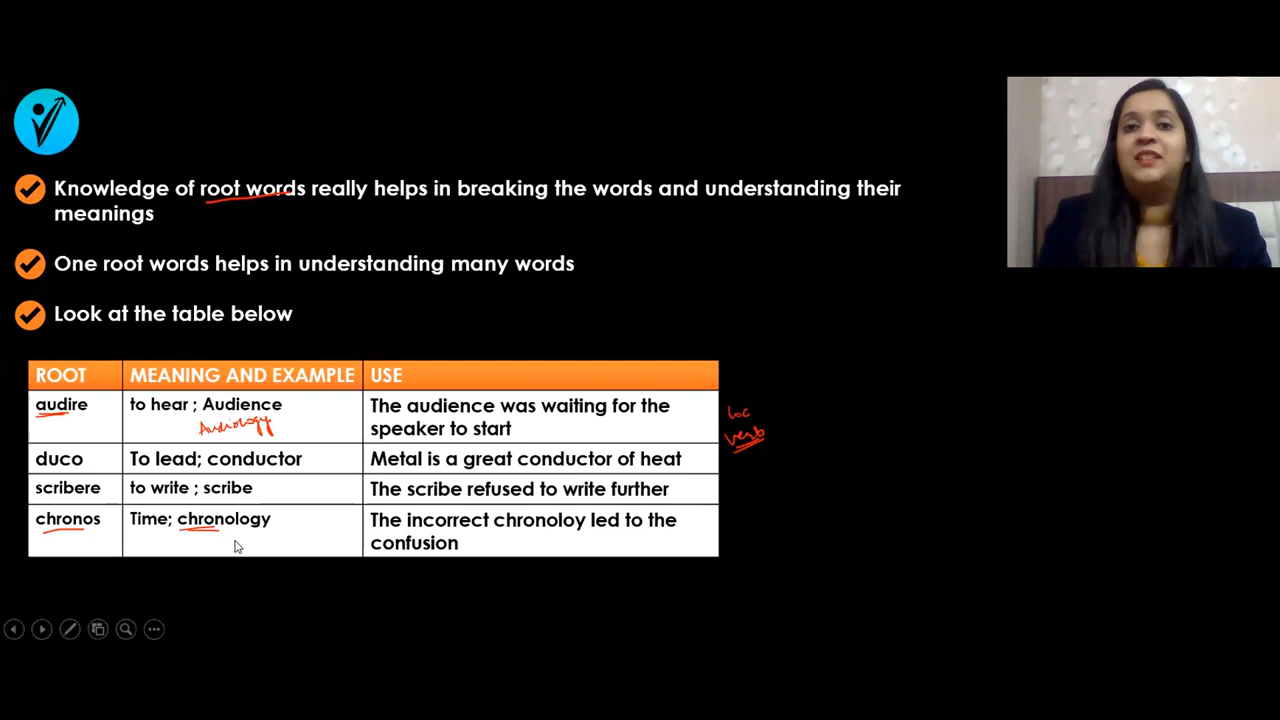 Knowledge of root words really helps in breaking the words and understanding their
meanings
One root words helps in understanding many words
Look at the table below
ROOT MEANING AND EXAMPLE USE
audire to hear ; Audience The audience was waiting for the
Audiology speaker to start
loc
verb
duco To lead; conductor Metal is a great conductor of heat
scribere to write ; scribe The scribe refused to write further
chronos Time; chronology The incorrect chronoloy led to the
confusion